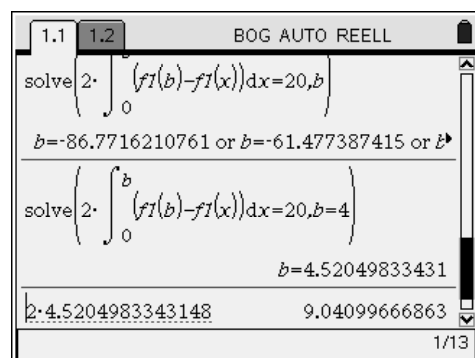 1.1 1.2 BOG AUTO REELL
solve(2·∫₀ᵇ (f1(b)-f1(x))dx=20,b)
b=-86.7716210761 or b=-61.477387415 or b▸
solve(2·∫₀ᵇ (f1(b)-f1(x))dx=20,b=4)
b=4.52049833431
2·4.5204983343148 9.04099666863
1/13